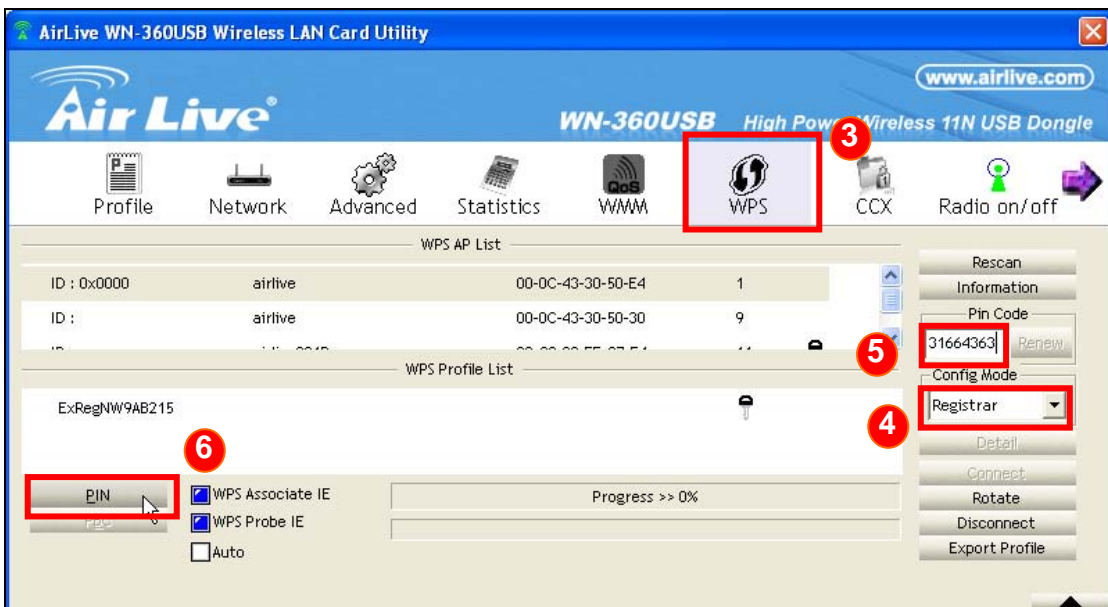 AirLive WN-360USB Wireless LAN Card Utility
www.airlive.com
Air Live®
WN-360USB High Power Wireless 11N USB Dongle
3
Profile Network Advanced Statistics QoS WMM WPS CCX Radio on/off
WPS AP List
ID : 0x0000 airlive 00-0C-43-30-50-E4 1
ID : airlive 00-0C-43-30-50-30 9
Rescan
Information
Pin Code
5
31664363 Renew
WPS Profile List
ExRegNW9AB215
Config Mode
4
Registrar
Detail
Connect
Rotate
Disconnect
Export Profile
6
PIN
WPS Associate IE
Progress >> 0%
PBC
WPS Probe IE
Auto